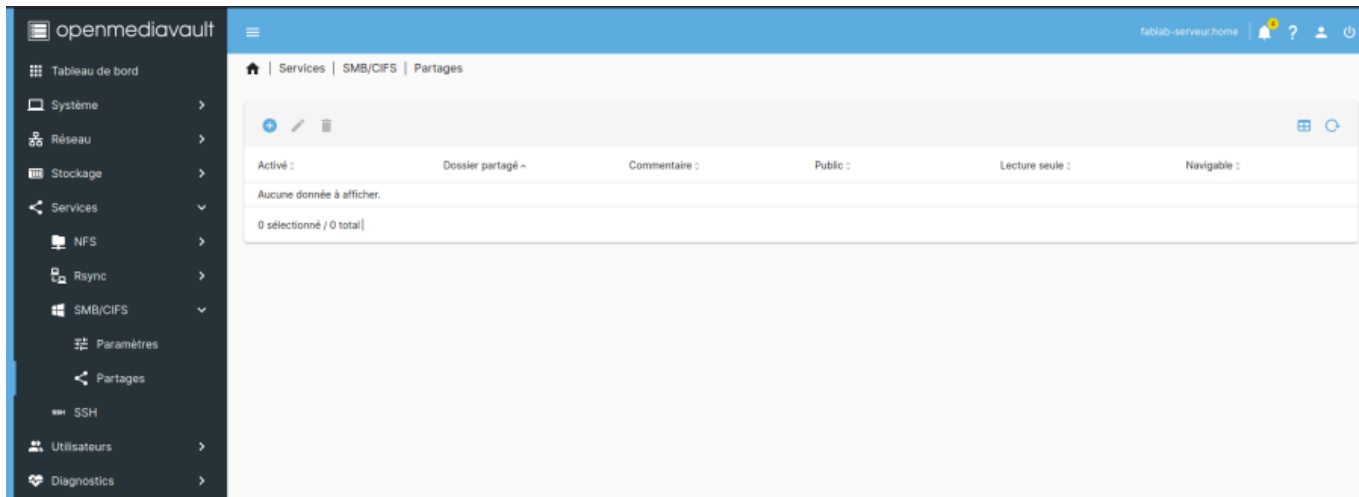 openmediavault
fablab-serveur.home 4 ?
Tableau de bord
| Services | SMB/CIFS | Partages
Système
Réseau
Stockage
Services
NFS
Rsync
SMB/CIFS
Paramètres
Partages
SSH SSH
Utilisateurs
Diagnostics
Activé Dossier partagé Commentaire Public Lecture seule Navigable
Aucune donnée à afficher.
0 sélectionné / 0 total